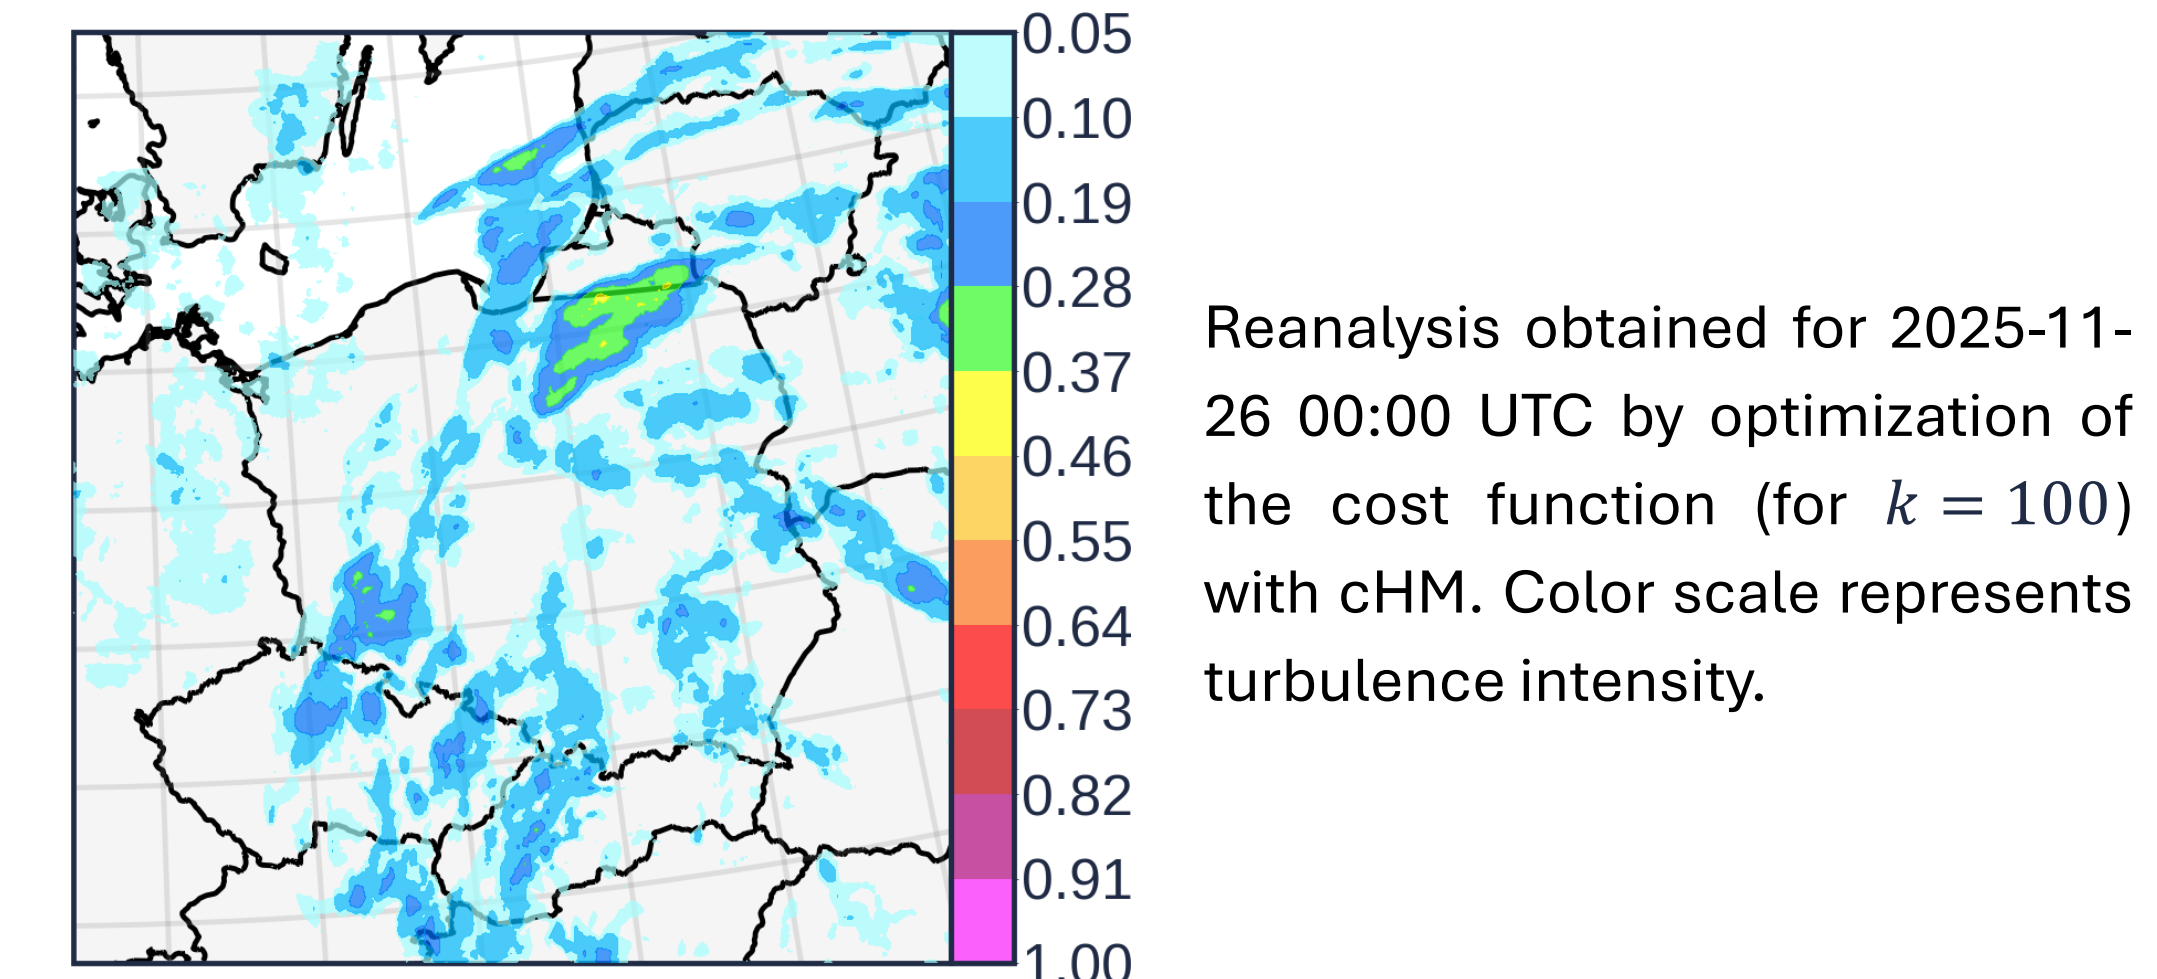 0.05
0.10
0.19
0.28
0.37
0.46
0.55
0.64
0.73
0.82
0.91
1.00
Reanalysis obtained for 2025-11-
26 00:00 UTC by optimization of
the cost function (for k = 100)
with cHM. Color scale represents
turbulence intensity.